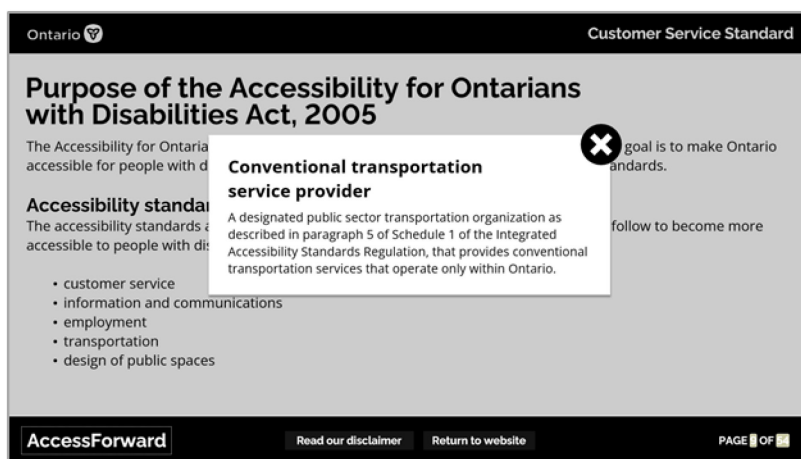 Ontario
Customer Service Standard
Purpose of the Accessibility for Ontarians
with Disabilities Act, 2005
The Accessibility for Ontaria
goal is to make Ontario
accessible for people with d
andards.
Conventional transportation
service provider
A designated public sector transportation organization as
described in paragraph 5 of Schedule 1 of the Integrated
Accessibility Standards Regulation, that provides conventional
transportation services that operate only within Ontario.
Accessibility standar
The accessibility standards a
follow to become more
accessible to people with dis
• customer service
• information and communications
• employment
• transportation
• design of public spaces
AccessForward
Read our disclaimer
Return to website
PAGE 9 OF 54